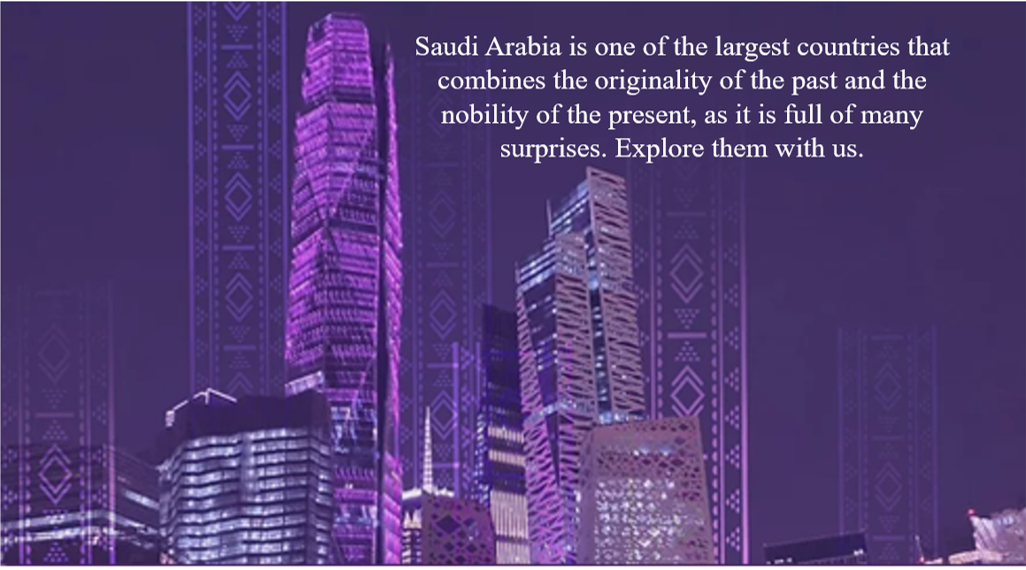 Saudi Arabia is one of the largest countries that
combines the originality of the past and the
nobility of the present, as it is full of many
surprises. Explore them with us.